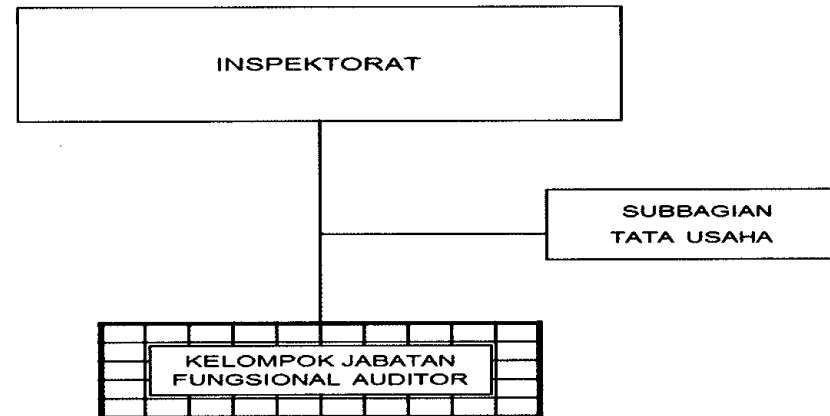 INSPEKTORAT
SUBBAGIAN
TATA USAHA
KELOMPOK JABATAN
FUNGSIONAL AUDITOR